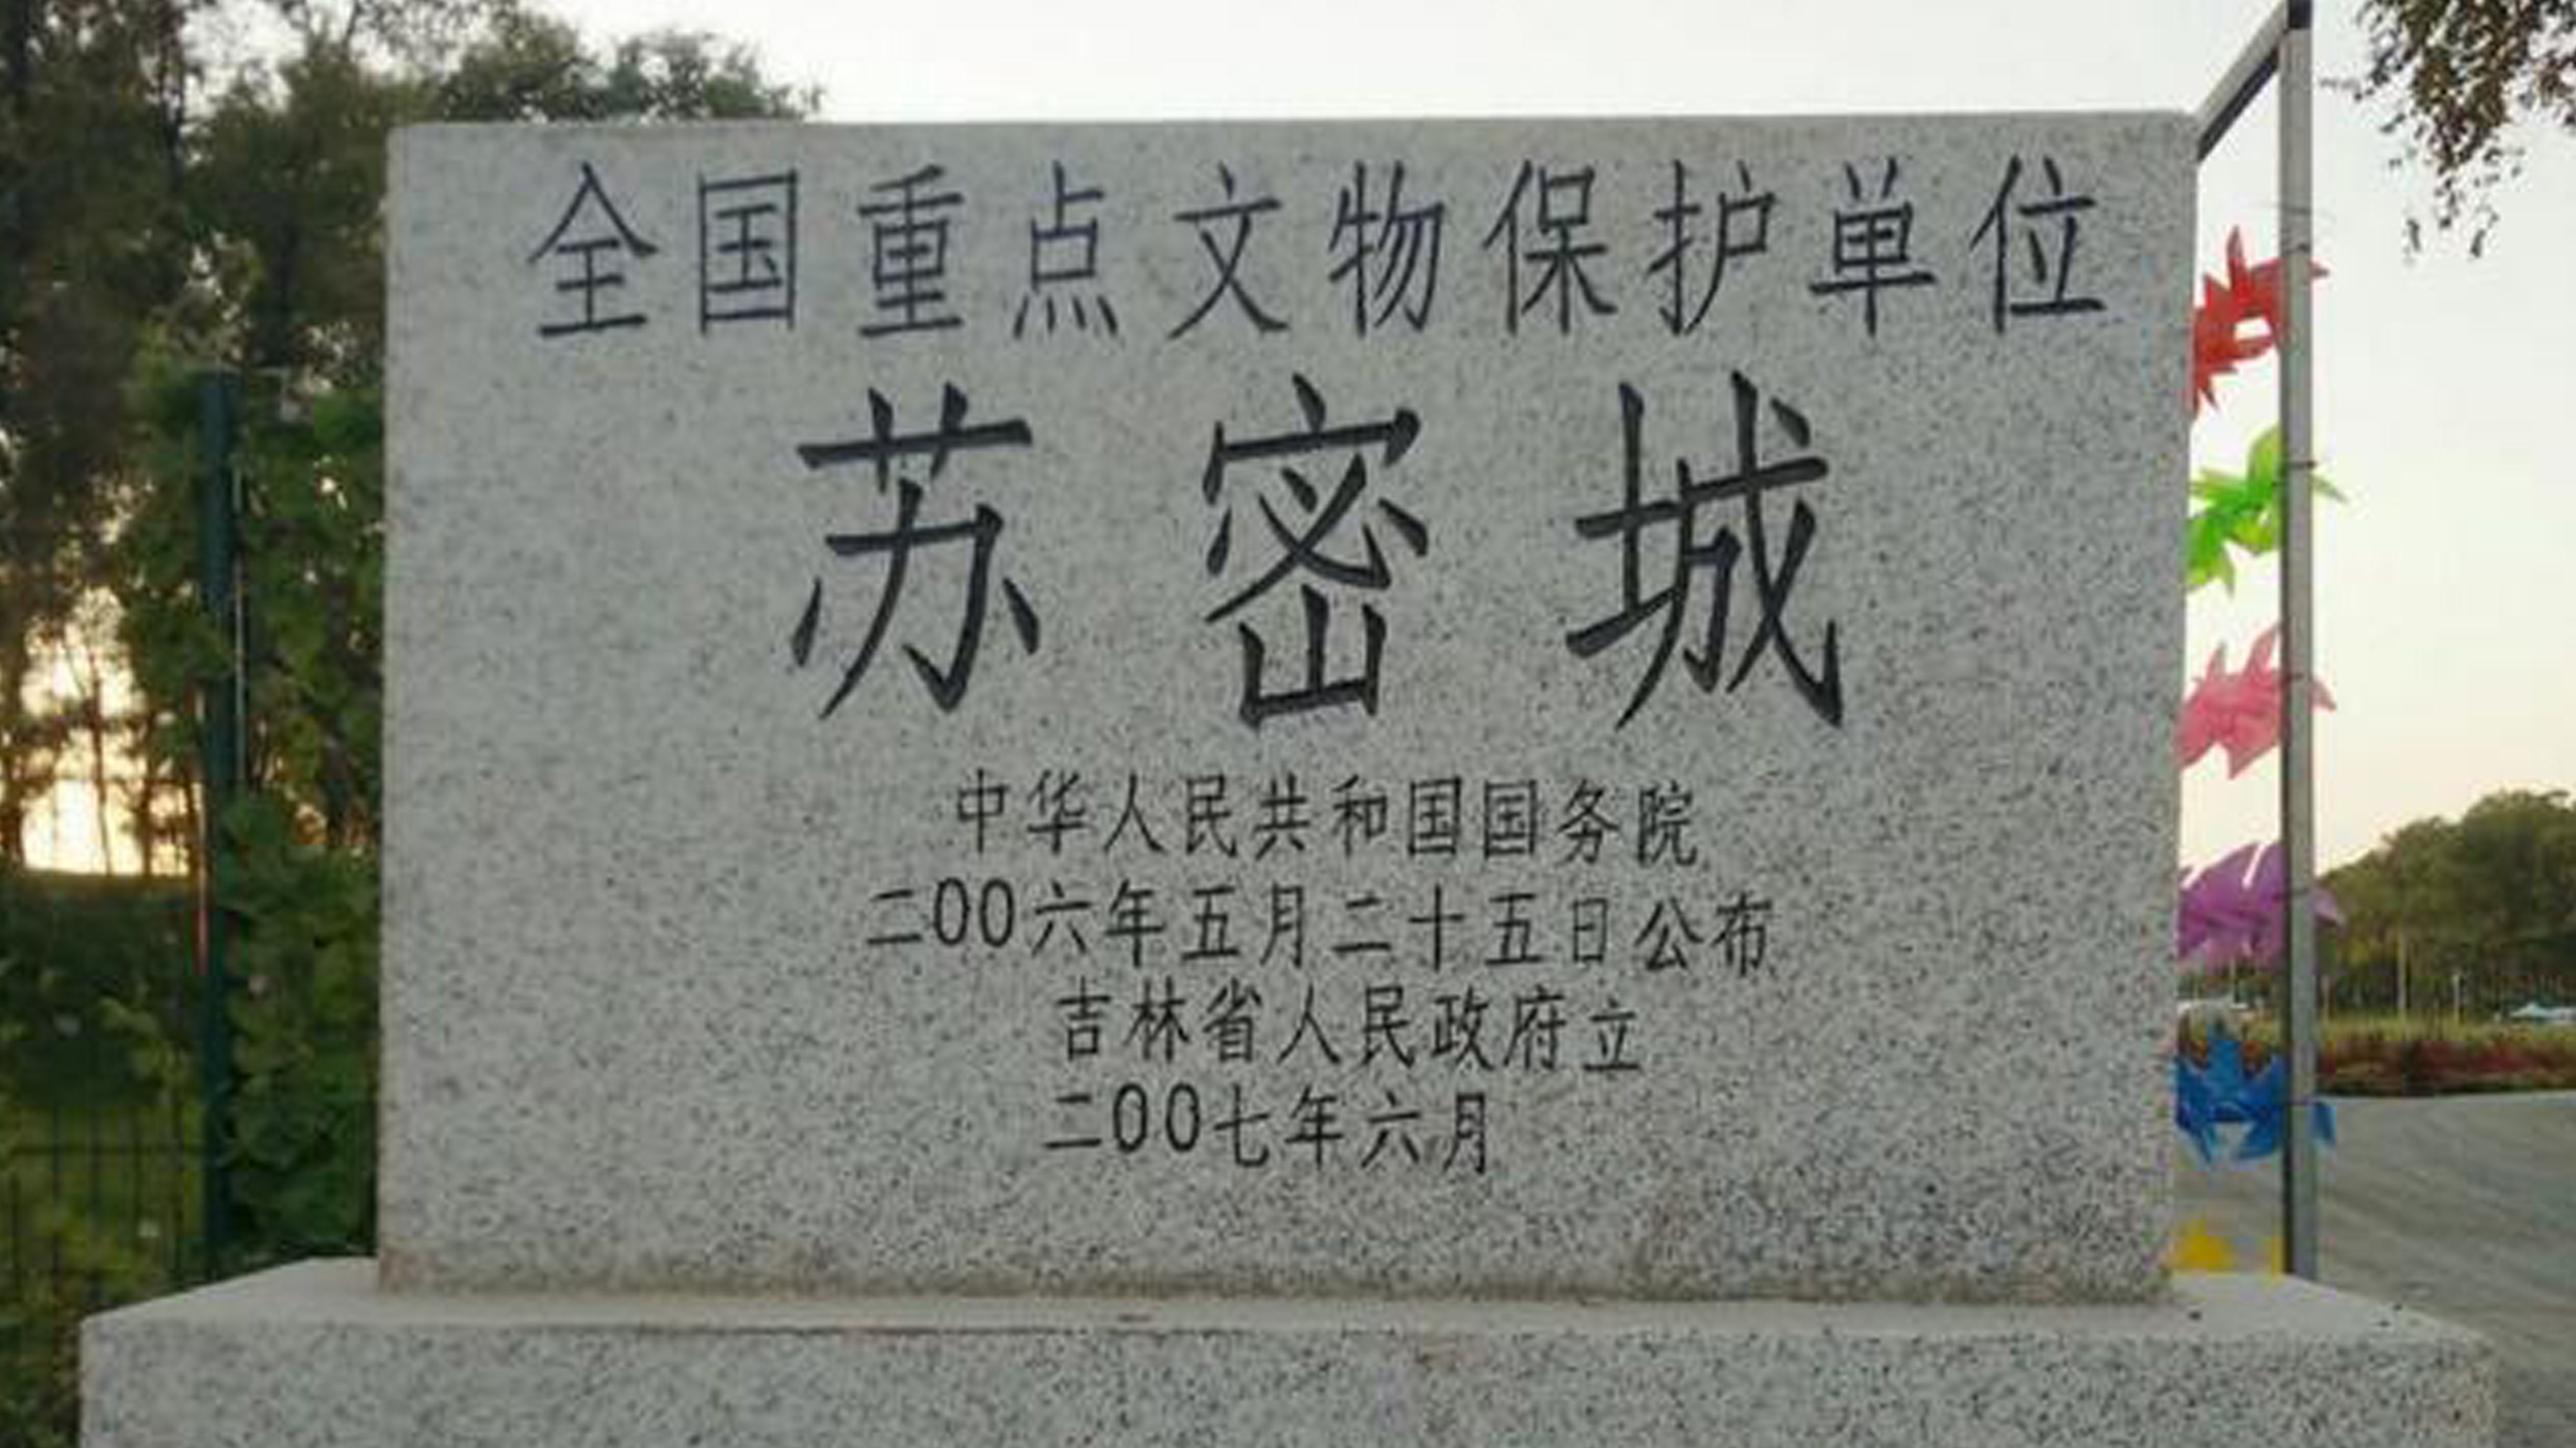 全国重点文物保护单位
苏密城
中华人民共和国国务院
二00六年五月二十五日公布
吉林省人民政府立
二00七年六月